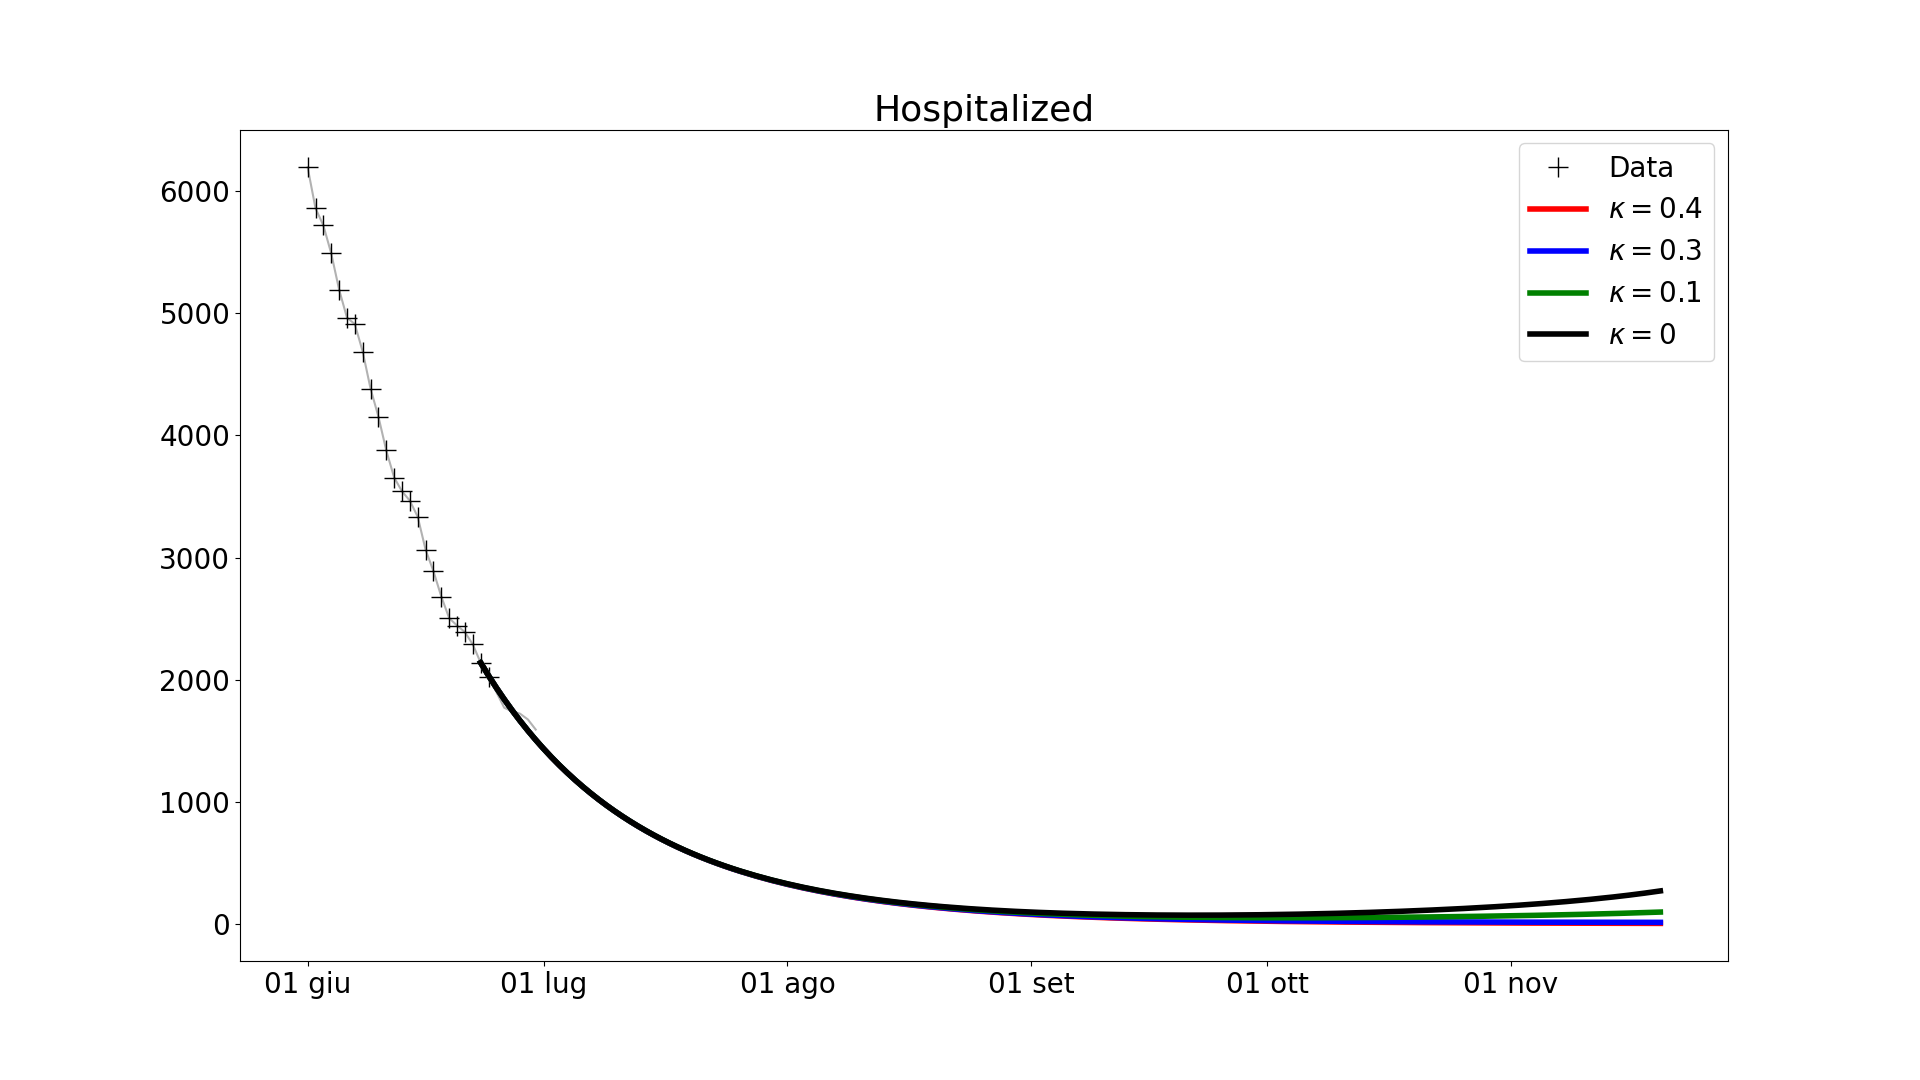 Hospitalized
6000
5000
4000
3000
2000
1000
0
Data
κ = 0.4
κ = 0.3
κ = 0.1
κ = 0
01 giu
01 lug
01 ago
01 set
01 ott
01 nov